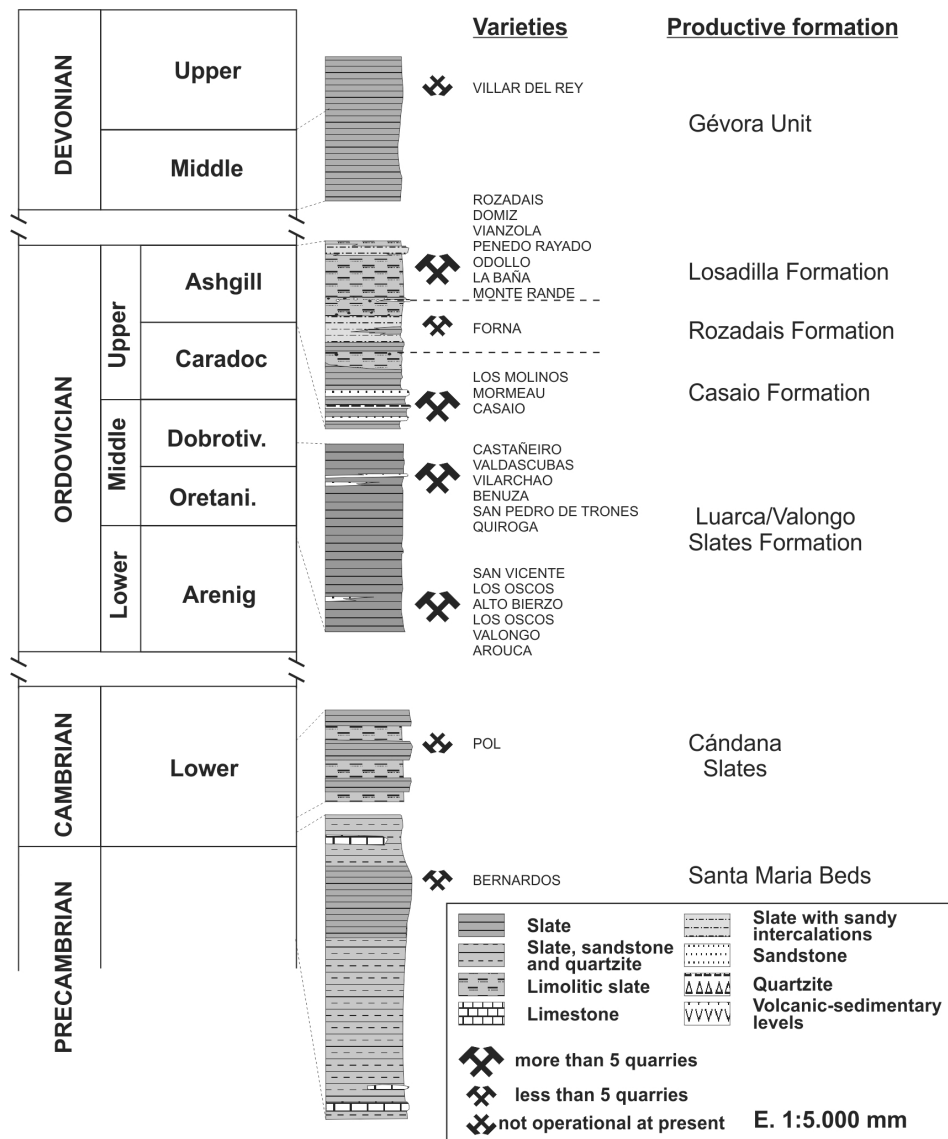 Varieties
Productive formation
DEVONIAN
Upper
Middle
VILLAR DEL REY
Gévora Unit
ORDOVICIAN
Upper
Ashgill
Caradoc
Middle
Dobrotiv.
Oretani.
Lower
Arenig
ROZADAIS
DOMIZ
VIANZOLA
PENEDO RAYADO
ODOLLO
LA BAÑA
MONTE RANDE
Losadilla Formation
FORNA
Rozadais Formation
LOS MOLINOS
MORMEAU
CASAIO
Casaio Formation
CASTAÑEIRO
VALDASCUBAS
VILARCHAO
BENUZA
SAN PEDRO DE TRONES
QUIROGA
Luarca/Valongo
Slates Formation
SAN VICENTE
LOS OSCOS
ALTO BIERZO
LOS OSCOS
VALONGO
AROUCA
CAMBRIAN
Lower
POL
Cándana
Slates
PRECAMBRIAN
BERNARDOS
Santa Maria Beds
Slate
Slate, sandstone
and quartzite
Limolitic slate
Limestone
Slate with sandy
intercalations
Sandstone
Quartzite
Volcanic-sedimentary
levels
more than 5 quarries
less than 5 quarries
not operational at present
E. 1:5.000 mm